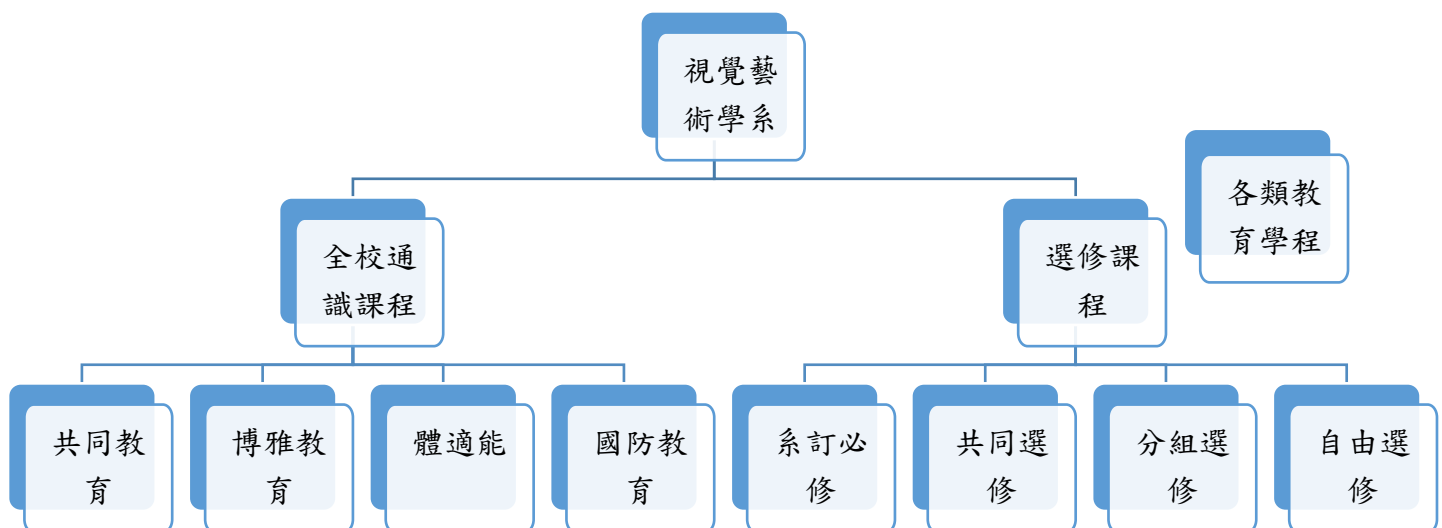 視覺藝
術學系
各類教
育學程
全校通
識課程
選修課
程
共同教
育
博雅教
育
體適能
國防教
育
系訂必
修
共同選
修
分組選
修
自由選
修